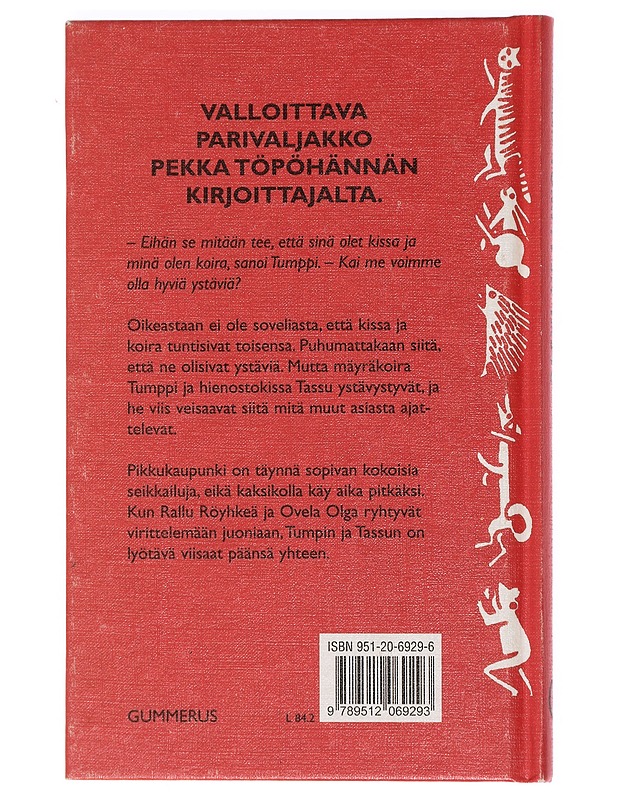 VALLOITTAVA
PARIVALJAKKO
PEKKA TÖPÖHÄNNÄN
KIRJOITTAJALTA.
– Eihän se mitään tee, että sinä olet kissa ja
minä olen koira, sanoi Tumppi. – Kai me voimme
olla hyviä ystäviä?
Oikeastaan ei ole soveliasta, että kissa ja
koira tuntisivat toisensa. Puhumattakaan siitä,
että ne olisivat ystäviä. Mutta mäyräkoira
Tumppi ja hienostokissa Tassu ystävystyvät, ja
he viis veisaavat siitä mitä muut asiasta ajat-
televat.
Pikkukaupunki on täynnä sopivan kokoisia
seikkailuja, eikä kaksikolla käy aika pitkäksi.
Kun Rallu Röyhkeä ja Ovela Olga ryhtyvät
virittelemään juoniaan, Tumpin ja Tassun on
lyötävä viisaat päänsä yhteen.
ISBN 951-20-6929-6
9 789512 069293
GUMMERUS
L 84.2